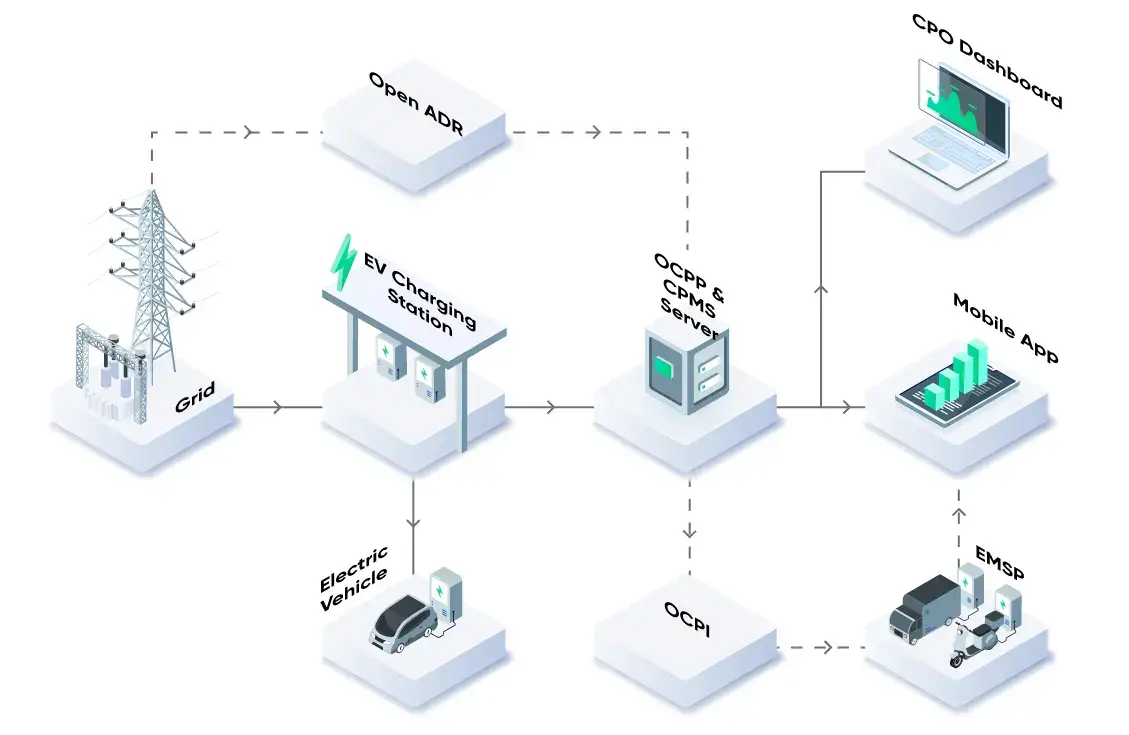 CPO Dashboard
Open ADR
EV Charging
Station
OCPP &
CPMS
Server
Mobile App
Grid
Electric
Vehicle
OCPI
EMSP